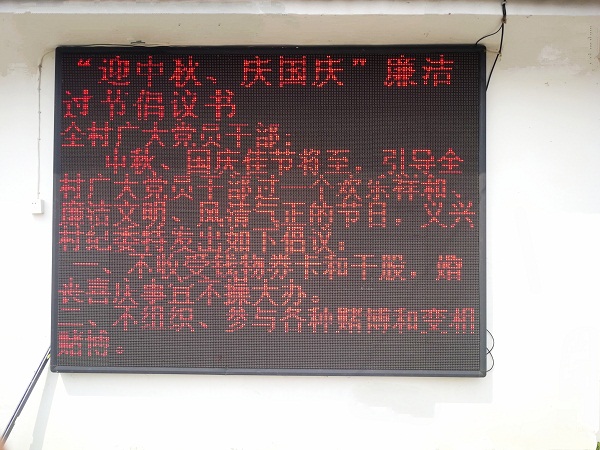 “迎中秋、庆国庆”廉洁
过节倡议书
全村广大党员干部：
中秋、国庆佳节将至，引导全
村广大党员干部过一个欢乐祥和、
廉洁文明、风清气正的节日，义兴
村纪委特发出如下倡议：
一、不收受钱物券卡和干股，婚
丧喜庆事宜不操大办。
二、不组织、参与各种赌博和变相
赌博。